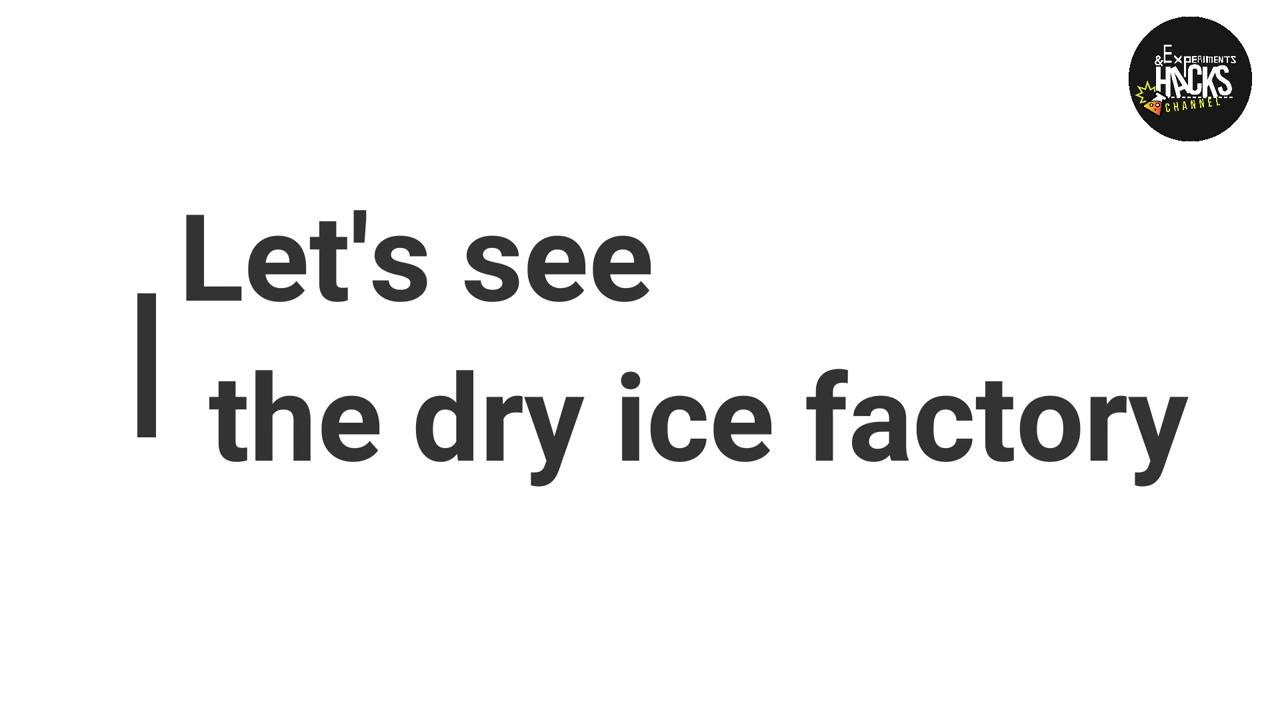 &Experiments
HACKS
CHANNEL
Let's see
the dry ice factory